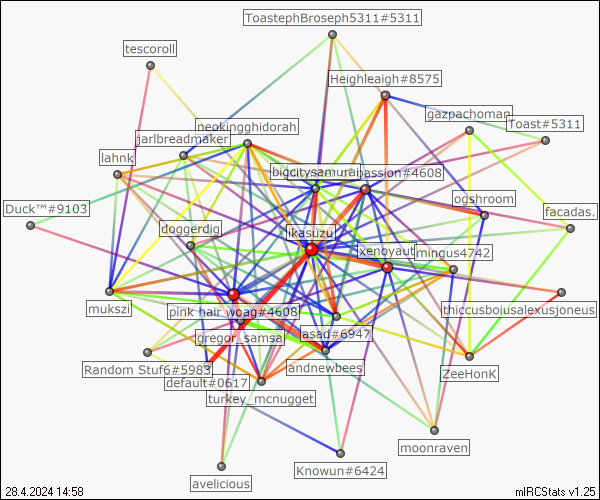 ToastephBroseph5311#5311
tescoroll
Heighleigh#8575
gazpachoman
neokingghidorah
Toast#5311
jarlbreadmaker
lahnk
bigcitysamurai
passion#4608
ogshroom
Duck™#9103
facadas.
doggerdig
ikasuzu
xenoyaut
mingus4742
mukszi
pink hair woag#4608
thiccusboiusalexusjoneus
gregor_samsa
asad#6947
Random Stuf6#5983
andnewbees
ZeeHonK
default#0617
turkey_mcnugget
moonraven
avelicious
Knowun#6424
28.4.2024 14:58
mIRCStats v1.25